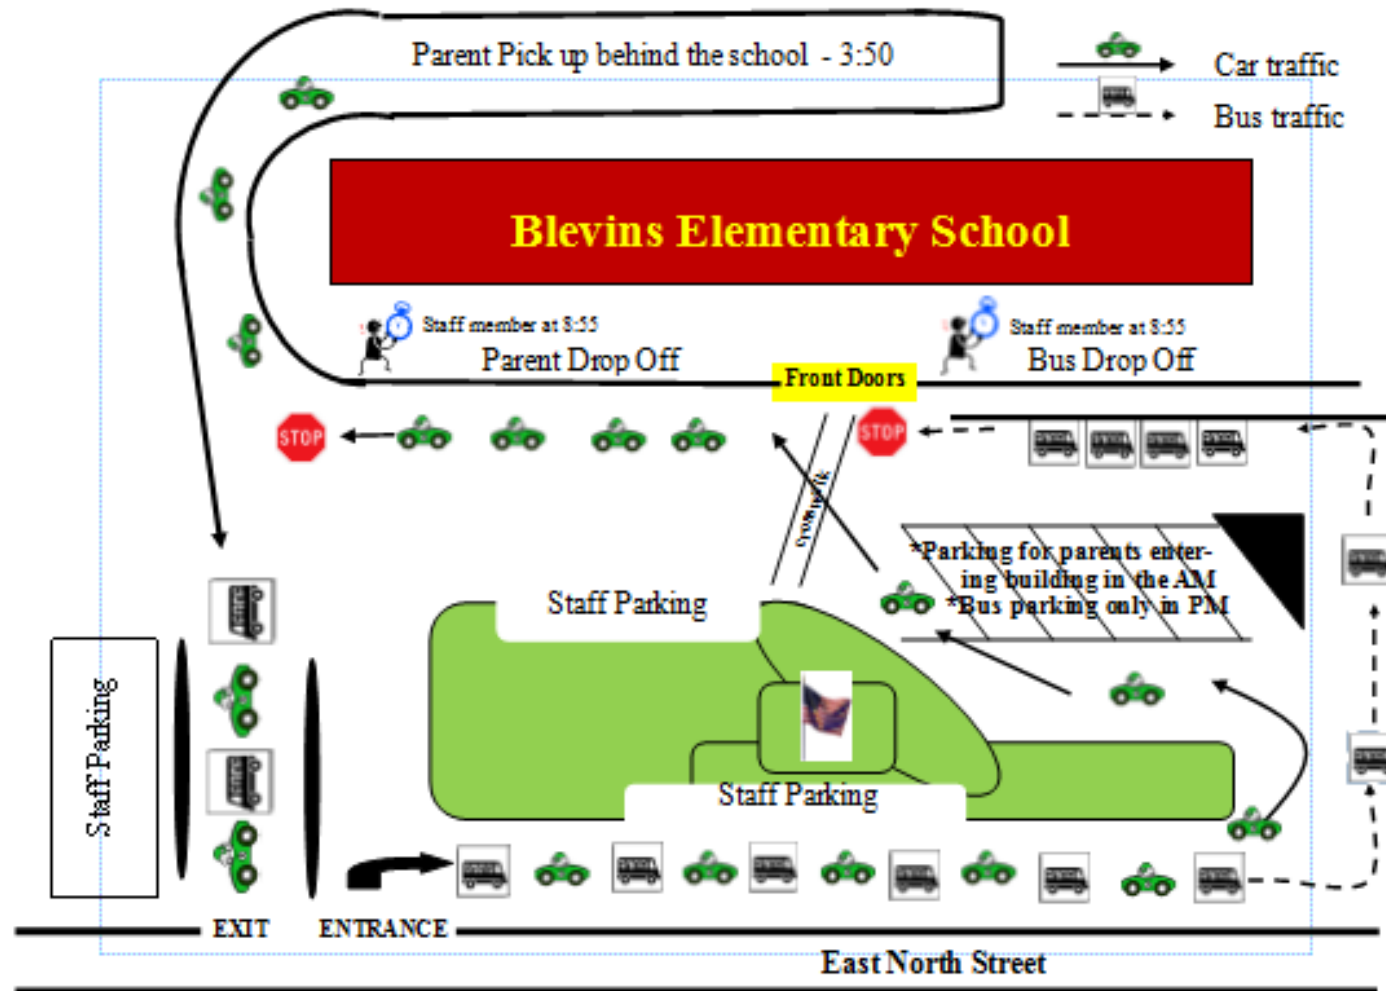 Parent Pick up behind the school - 3:50
Car traffic
Bus traffic
Blevins Elementary School
Staff member at 8:55
Parent Drop Off
Staff member at 8:55
Bus Drop Off
Front Doors
STOP
STOP
crosswalk
*Parking for parents enter-
ing building in the AM
*Bus parking only in PM
Staff Parking
Staff Parking
Staff Parking
EXIT
ENTRANCE
East North Street